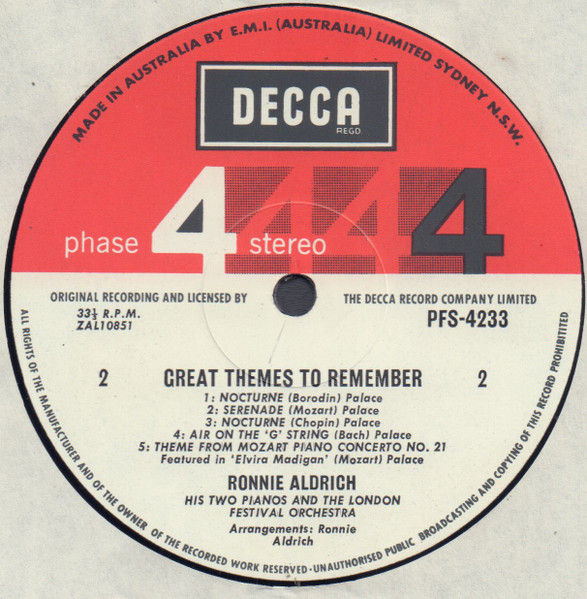 MADE IN AUSTRALIA BY E.M.I. (AUSTRALIA) LIMITED SYDNEY N.S.W.
DECCA
REGD.
phase 4 stereo 4 4 4
ORIGINAL RECORDING AND LICENSED BY THE DECCA RECORD COMPANY LIMITED
33⅓ R.P.M. PFS-4233
ZAL10851
2 GREAT THEMES TO REMEMBER 2
1: NOCTURNE (Borodin) Palace
2: SERENADE (Mozart) Palace
3: NOCTURNE (Chopin) Palace
4: AIR ON THE 'G' STRING (Bach) Palace
5: THEME FROM MOZART PIANO CONCERTO NO. 21
Featured in 'Elvira Madigan' (Mozart) Palace
RONNIE ALDRICH
HIS TWO PIANOS AND THE LONDON
FESTIVAL ORCHESTRA
Arrangements: Ronnie
Aldrich
ALL RIGHTS OF THE MANUFACTURER AND OF THE OWNER OF THE RECORDED WORK RESERVED · UNAUTHORISED PUBLIC BROADCASTING AND COPYING OF THIS RECORD PROHIBITITED